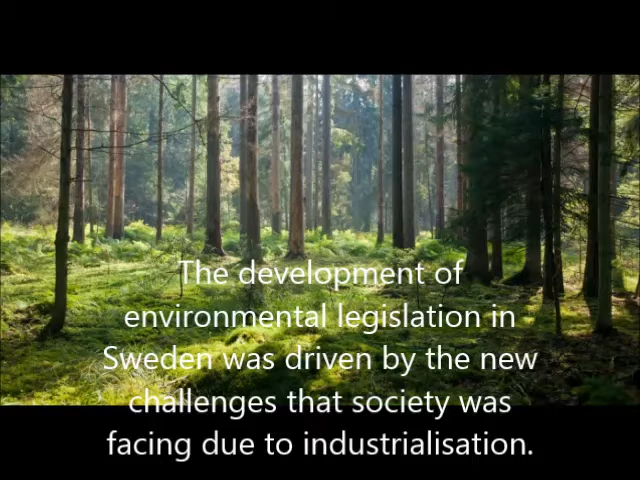 The development of
environmental legislation in
Sweden was driven by the new
challenges that society was
facing due to industrialisation.